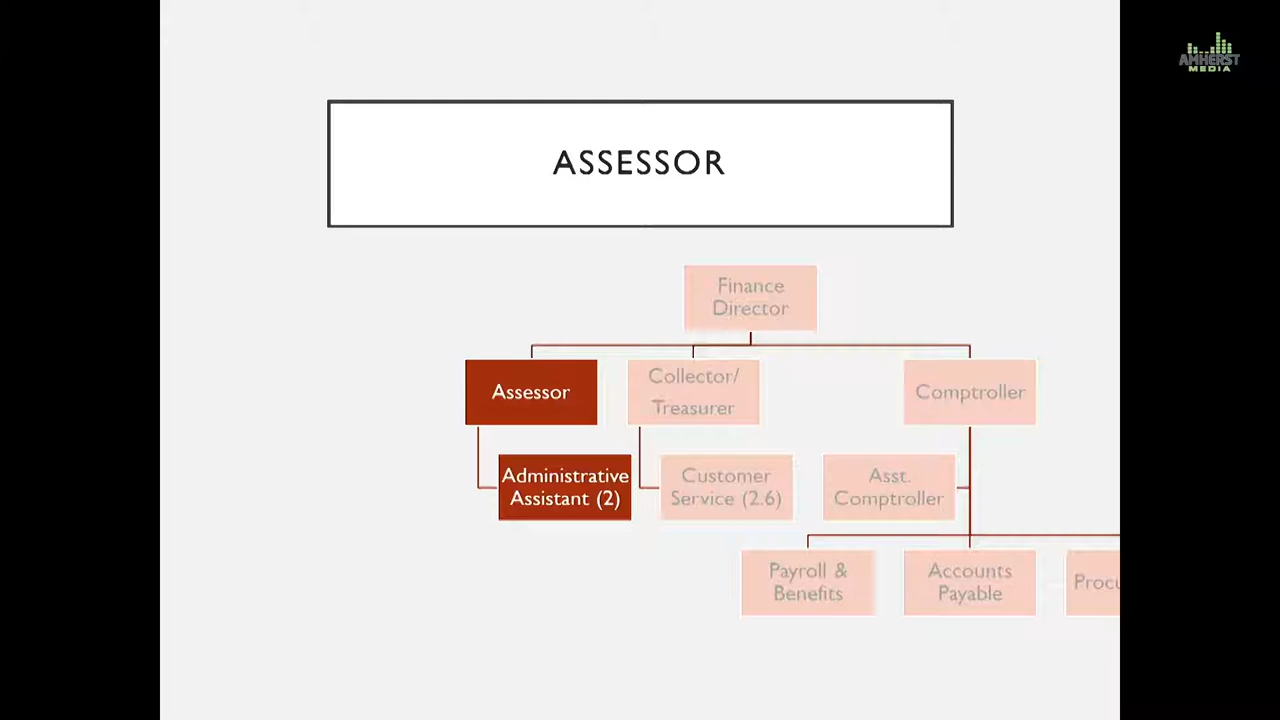 AMHERST
MEDIA
ASSESSOR
Finance
Director
Assessor
Collector/
Treasurer
Comptroller
Administrative
Assistant (2)
Customer
Service (2.6)
Asst.
Comptroller
Payroll &
Benefits
Accounts
Payable
Procu